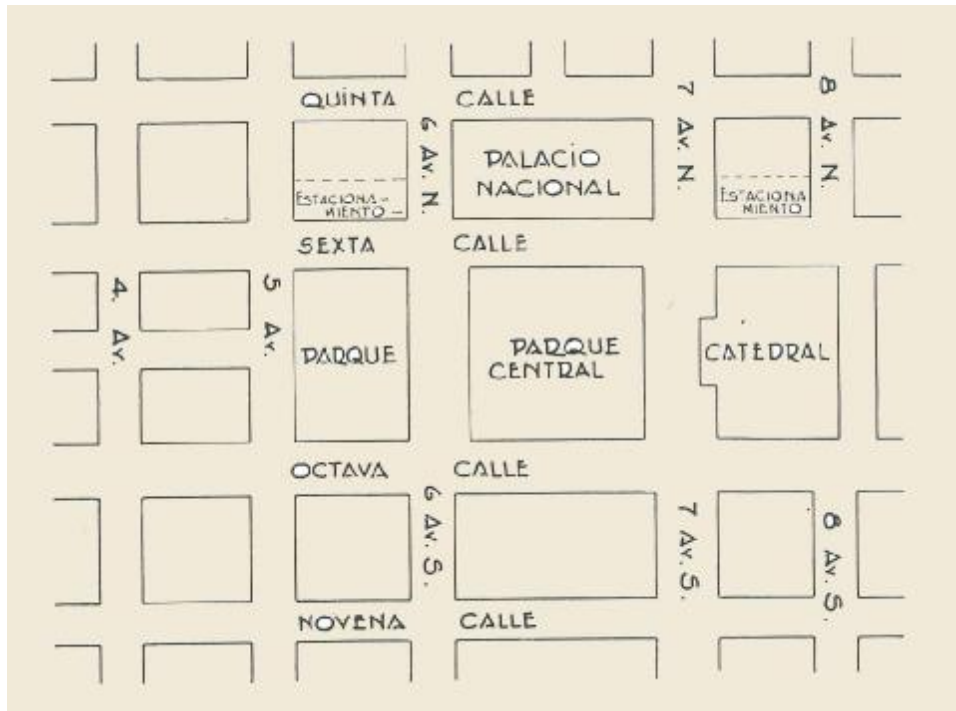 QUINTA CALLE
7 Av. N.
8 Av. N.
6 Av. N.
PALACIO
NACIONAL
ESTACIONA-
MIENTO
ESTACIONA
MIENTO
SEXTA CALLE
4. Av.
5 Av.
PARQUE
PARQUE
CENTRAL
CATEDRAL
OCTAVA CALLE
6 Av. S.
7 Av. S.
8 Av. S.
NOVENA CALLE